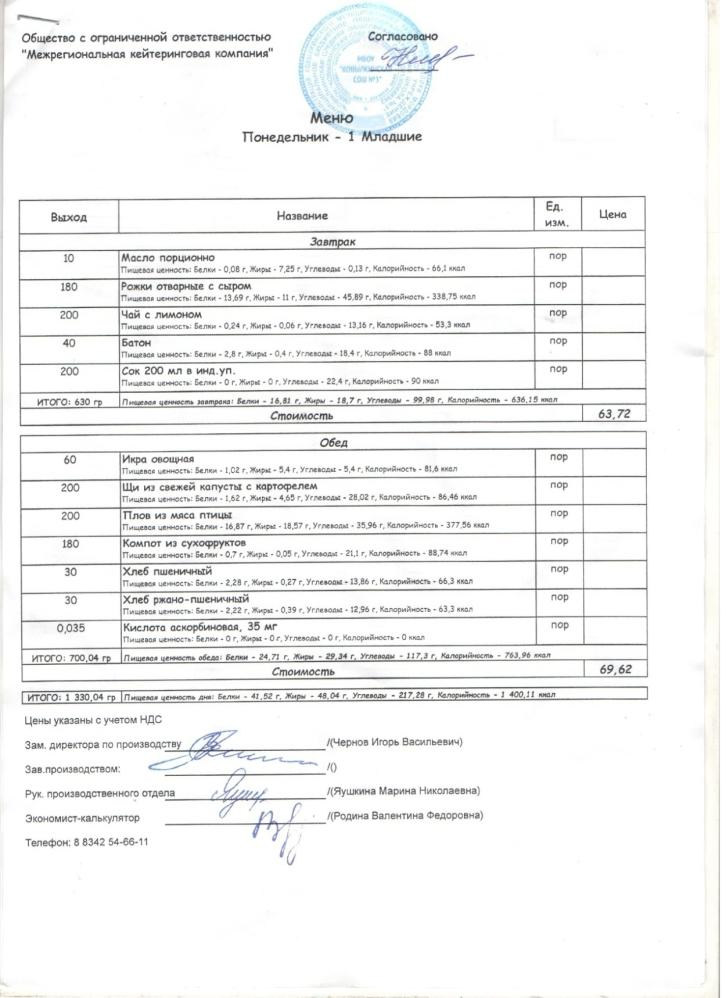 Общество с ограниченной ответственностью
"Межрегиональная кейтеринговая компания"
Согласовано
МБОУ
"КОВЫЛКИНСКАЯ
СОШ №3"
Меню
Понедельник - 1 Младшие
Выход Название Ед. изм. Цена
Завтрак
10 Масло порционно пор
Пищевая ценность: Белки - 0,08 г, Жиры - 7,25 г, Углеводы - 0,13 г, Калорийность - 66,1 ккал
180 Рожки отварные с сыром пор
Пищевая ценность: Белки - 13,69 г, Жиры - 11 г, Углеводы - 45,89 г, Калорийность - 338,75 ккал
200 Чай с лимоном пор
Пищевая ценность: Белки - 0,24 г, Жиры - 0,06 г, Углеводы - 13,16 г, Калорийность - 53,3 ккал
40 Батон пор
Пищевая ценность: Белки - 2,8 г, Жиры - 0,4 г, Углеводы - 18,4 г, Калорийность - 88 ккал
200 Сок 200 мл в инд.уп. пор
Пищевая ценность: Белки - 0 г, Жиры - 0 г, Углеводы - 22,4 г, Калорийность - 90 ккал
ИТОГО: 630 гр Пищевая ценность завтрака: Белки - 16,81 г, Жиры - 18,7 г, Углеводы - 99,98 г, Калорийность - 636,15 ккал
Стоимость 63,72
Обед
60 Икра овощная пор
Пищевая ценность: Белки - 1,02 г, Жиры - 5,4 г, Углеводы - 5,4 г, Калорийность - 81,6 ккал
200 Щи из свежей капусты с картофелем пор
Пищевая ценность: Белки - 1,62 г, Жиры - 4,65 г, Углеводы - 28,02 г, Калорийность - 86,46 ккал
200 Плов из мяса птицы пор
Пищевая ценность: Белки - 16,87 г, Жиры - 18,57 г, Углеводы - 35,96 г, Калорийность - 377,56 ккал
180 Компот из сухофруктов пор
Пищевая ценность: Белки - 0,7 г, Жиры - 0,05 г, Углеводы - 21,1 г, Калорийность - 88,74 ккал
30 Хлеб пшеничный пор
Пищевая ценность: Белки - 2,28 г, Жиры - 0,27 г, Углеводы - 13,86 г, Калорийность - 66,3 ккал
30 Хлеб ржано-пшеничный пор
Пищевая ценность: Белки - 2,22 г, Жиры - 0,39 г, Углеводы - 12,96 г, Калорийность - 63,3 ккал
0,035 Кислота аскорбиновая, 35 мг пор
Пищевая ценность: Белки - 0 г, Жиры - 0 г, Углеводы - 0 г, Калорийность - 0 ккал
ИТОГО: 700,04 гр Пищевая ценность обеда: Белки - 24,71 г, Жиры - 29,34 г, Углеводы - 117,3 г, Калорийность - 763,96 ккал
Стоимость 69,62
ИТОГО: 1 330,04 гр Пищевая ценность дня: Белки - 41,52 г, Жиры - 48,04 г, Углеводы - 217,28 г, Калорийность - 1 400,11 ккал
Цены указаны с учетом НДС
Зам. директора по производству /(Чернов Игорь Васильевич)
Зав.производством: /()
Рук. производственного отдела /(Яушкина Марина Николаевна)
Экономист-калькулятор /(Родина Валентина Федоровна)
Телефон: 8 8342 54-66-11